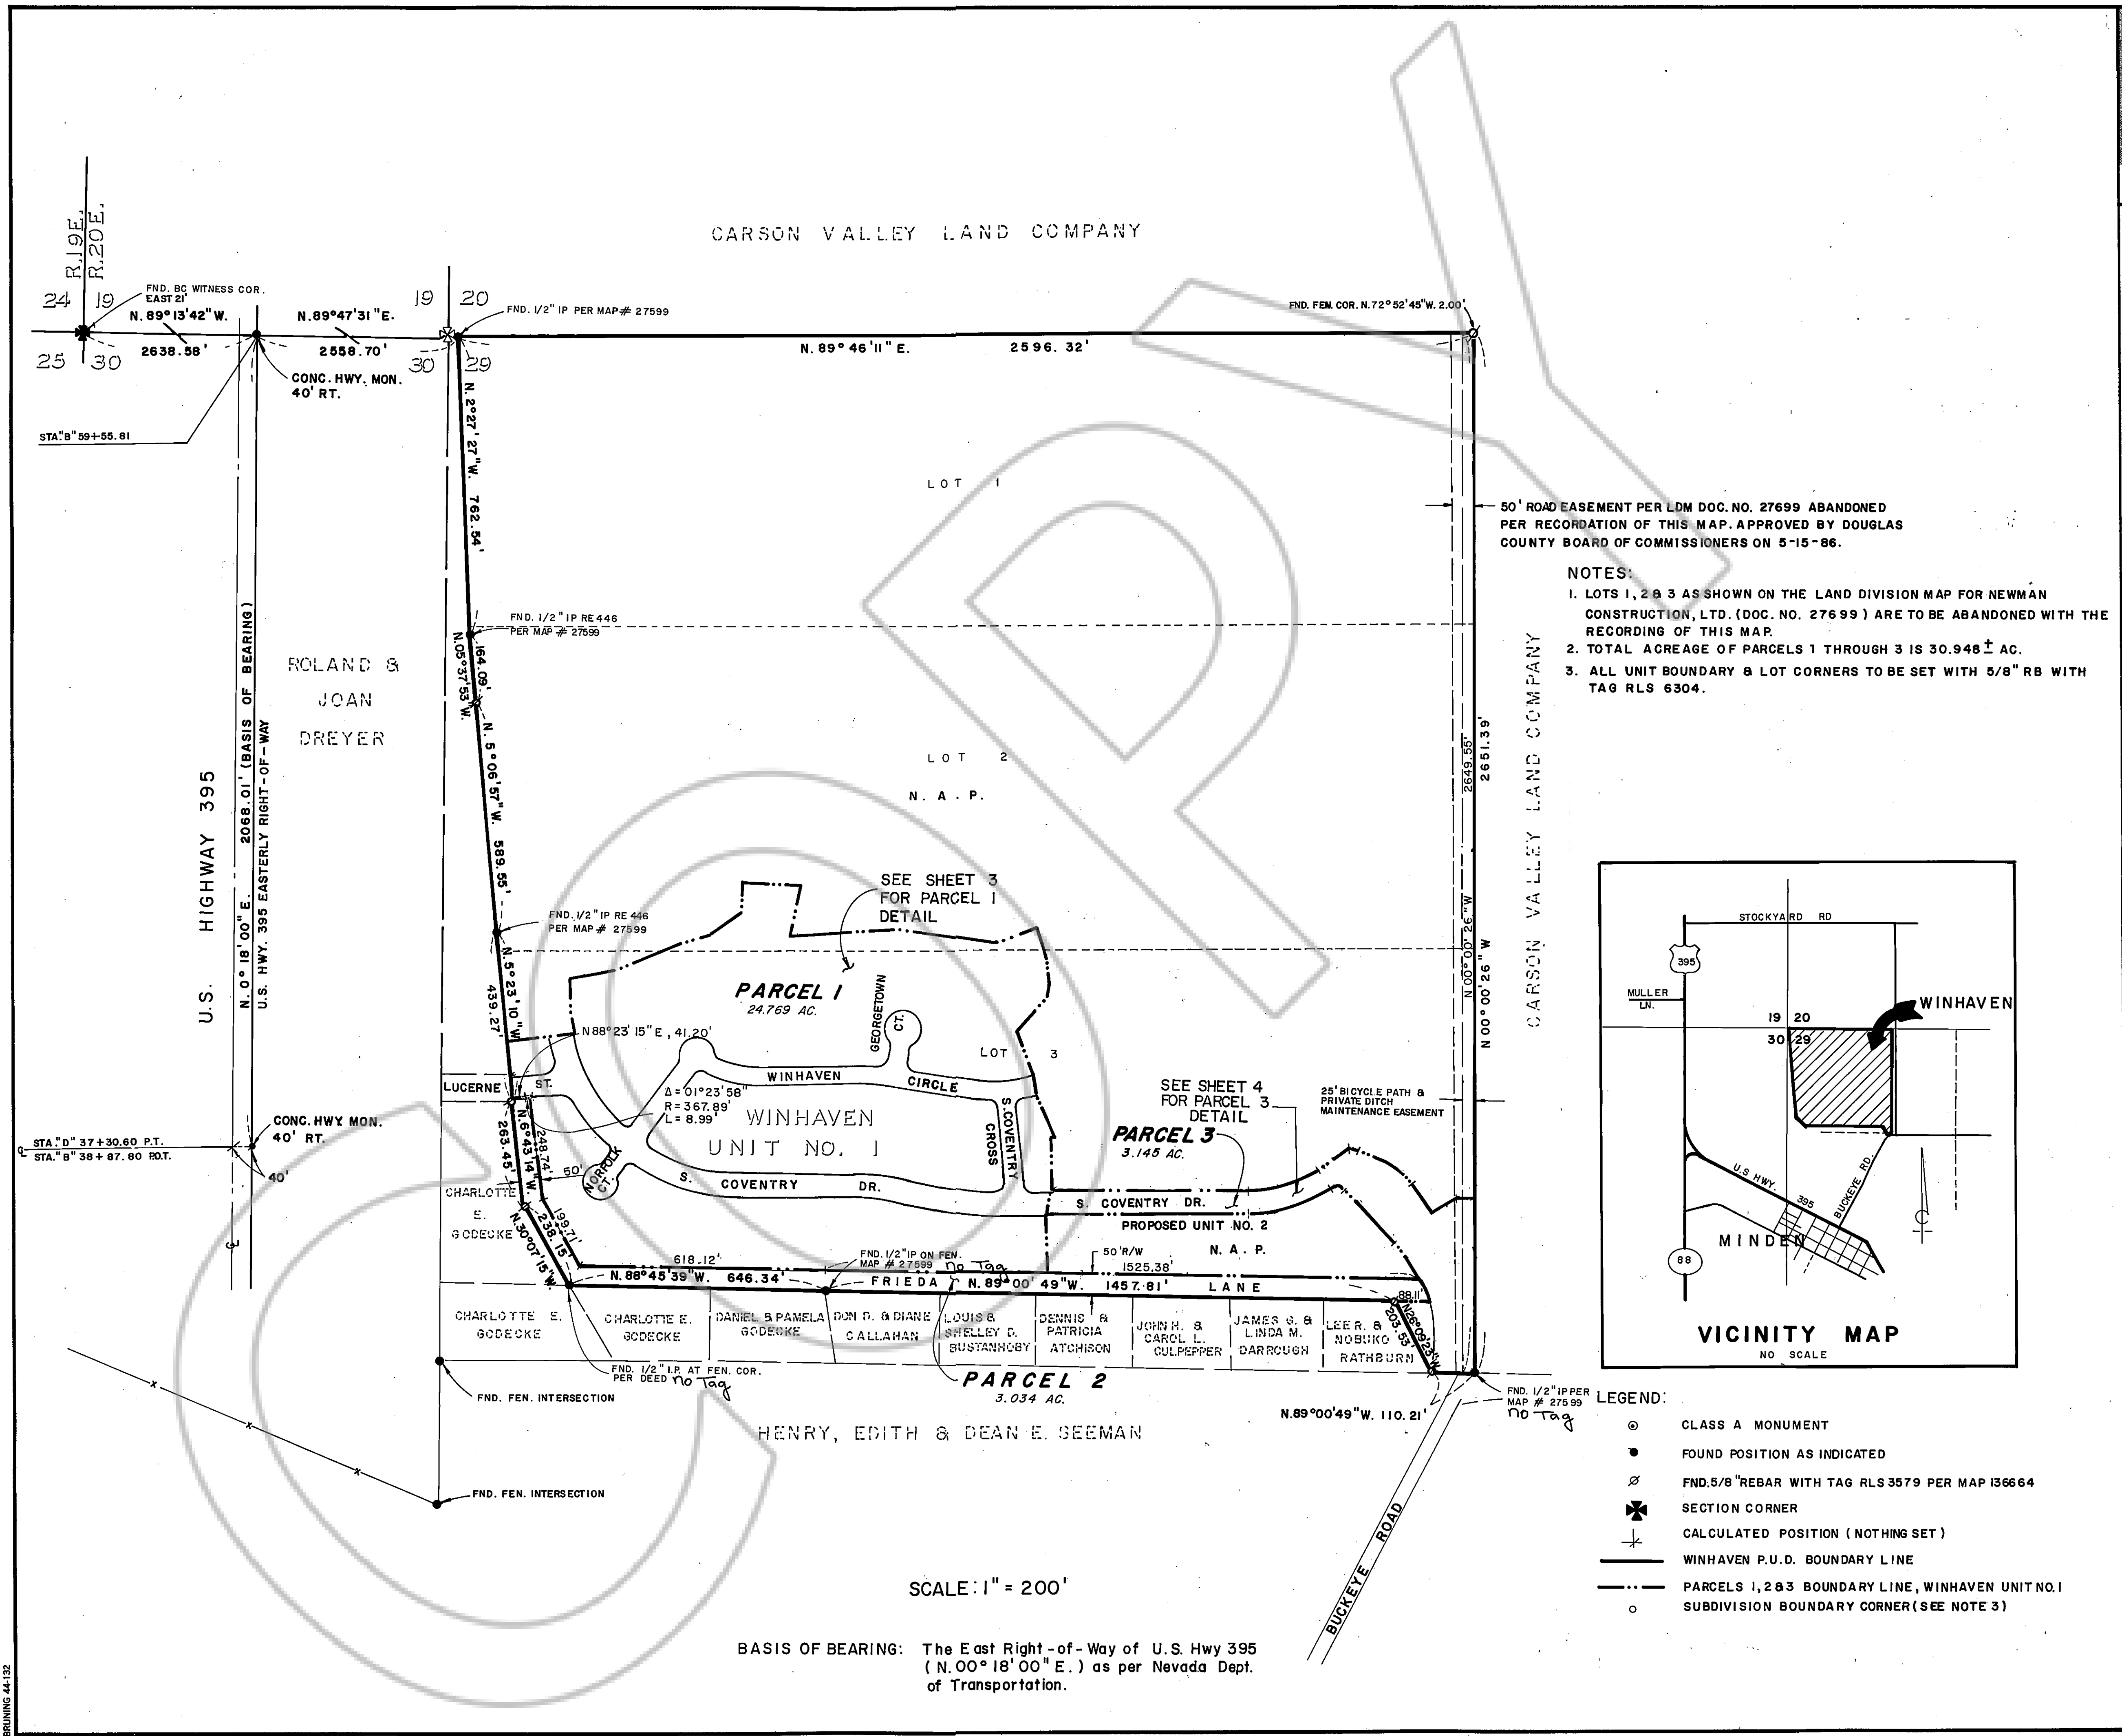 CARSON VALLEY LAND COMPANY
R.19E.
R.20E.
24 19
25 30
FND. BC WITNESS COR.
EAST 21'
N. 89° 13' 42" W.
2638.58'
N.89°47'31"E.
2558.70'
CONC. HWY. MON.
40' RT.
STA."B" 59+55.81
19 20
30 29
FND. 1/2" IP PER MAP# 27599
N. 89° 46' 11" E. 2596.32'
FND. FEN. COR. N.72°52'45"W. 2.00'
N. 2°27'27"W. 762.54'
LOT 1
50' ROAD EASEMENT PER LDM DOC. NO. 27699 ABANDONED
PER RECORDATION OF THIS MAP. APPROVED BY DOUGLAS
COUNTY BOARD OF COMMISSIONERS ON 5-15-86.
NOTES:
1. LOTS 1, 2 & 3 AS SHOWN ON THE LAND DIVISION MAP FOR NEWMAN
CONSTRUCTION, LTD. (DOC. NO. 27699) ARE TO BE ABANDONED WITH THE
RECORDING OF THIS MAP.
2. TOTAL ACREAGE OF PARCELS 1 THROUGH 3 IS 30.948± AC.
3. ALL UNIT BOUNDARY & LOT CORNERS TO BE SET WITH 5/8" RB WITH
TAG RLS 6304.
FND. 1/2" IP RE 446
PER MAP # 27599
N.05°37'53"W.
164.09'
ROLAND &
JOAN
DREYER
U.S. HIGHWAY 395
N. 0° 18' 00" E. 2068.01' (BASIS OF BEARING)
U.S. HWY. 395 EASTERLY RIGHT-OF-WAY
N. 5°06'57"W. 589.55'
LOT 2
N. A. P.
N 00°00'26"W 2649.55'
N 00°00'26"W 2651.39'
CARSON VALLEY LAND COMPANY
SEE SHEET 3
FOR PARCEL 1
DETAIL
FND. 1/2" IP RE 446
PER MAP # 27599
N. 5°23'10"W.
439.27'
PARCEL 1
24.769 AC.
GEORGETOWN
CT.
N88°23'15"E, 41.20'
LOT 3
LUCERNE ST.
WINHAVEN CIRCLE
Δ=01°23'58"
R=367.89'
L=8.99'
WINHAVEN
UNIT NO. 1
S. COVENTRY
CROSS
SEE SHEET 4
FOR PARCEL 3
DETAIL
PARCEL 3
3.145 AC.
25' BICYCLE PATH &
PRIVATE DITCH
MAINTENANCE EASEMENT
CONC. HWY. MON.
40' RT.
STA."D" 37+30.60 P.T.
STA."B" 38+87.80 P.O.T.
40'
263.45'
N.6°43'14"W.
248.74'
50'
NORFOLK
CT.
S. COVENTRY DR.
S. COVENTRY DR.
PROPOSED UNIT NO. 2
N. A. P.
CHARLOTTE
E.
GODECKE
N.30°07'15"W.
238.15'
199.71'
618.12'
N.88°45'39"W. 646.34'
FND. 1/2" IP ON FEN.
MAP # 27599 no Tag
50' R/W
1525.38'
FRIEDA LANE
N. 89°00'49"W. 1457.81'
88.11'
N26°09'23"W.
203.53'
CHARLOTTE E.
GODECKE
CHARLOTTE E.
GODECKE
DANIEL & PAMELA
GODECKE
DON D. & DIANE
CALLAHAN
LOUIS &
SHELLEY D.
BUSTANHOBY
DENNIS &
PATRICIA
ATCHISON
JOHN H. &
CAROL L.
CULPEPPER
JAMES G. &
LINDA M.
DARROUGH
LEE R. &
NOBUKO
RATHBURN
FND. 1/2" I.P. AT FEN. COR.
PER DEED no Tag
FND. FEN. INTERSECTION
FND. FEN. INTERSECTION
PARCEL 2
3.034 AC.
HENRY, EDITH & DEAN E. SEEMAN
N.89°00'49"W. 110.21'
FND. 1/2" IP PER
MAP # 27599
no Tag
BUCKEYE ROAD
STOCKYARD RD
395
MULLER
LN.
WINHAVEN
19 20
30 29
U.S. HWY. 395
BUCKEYE RD.
MINDEN
88
VICINITY MAP
NO SCALE
LEGEND:
CLASS A MONUMENT
FOUND POSITION AS INDICATED
FND. 5/8" REBAR WITH TAG RLS 3579 PER MAP 136664
SECTION CORNER
CALCULATED POSITION (NOTHING SET)
WINHAVEN P.U.D. BOUNDARY LINE
PARCELS 1, 2 & 3 BOUNDARY LINE, WINHAVEN UNIT NO. 1
SUBDIVISION BOUNDARY CORNER (SEE NOTE 3)
SCALE: 1" = 200'
BASIS OF BEARING: The East Right-of-Way of U.S. Hwy 395
(N. 00° 18' 00" E.) as per Nevada Dept.
of Transportation.
BRUNING 44-132
COPY